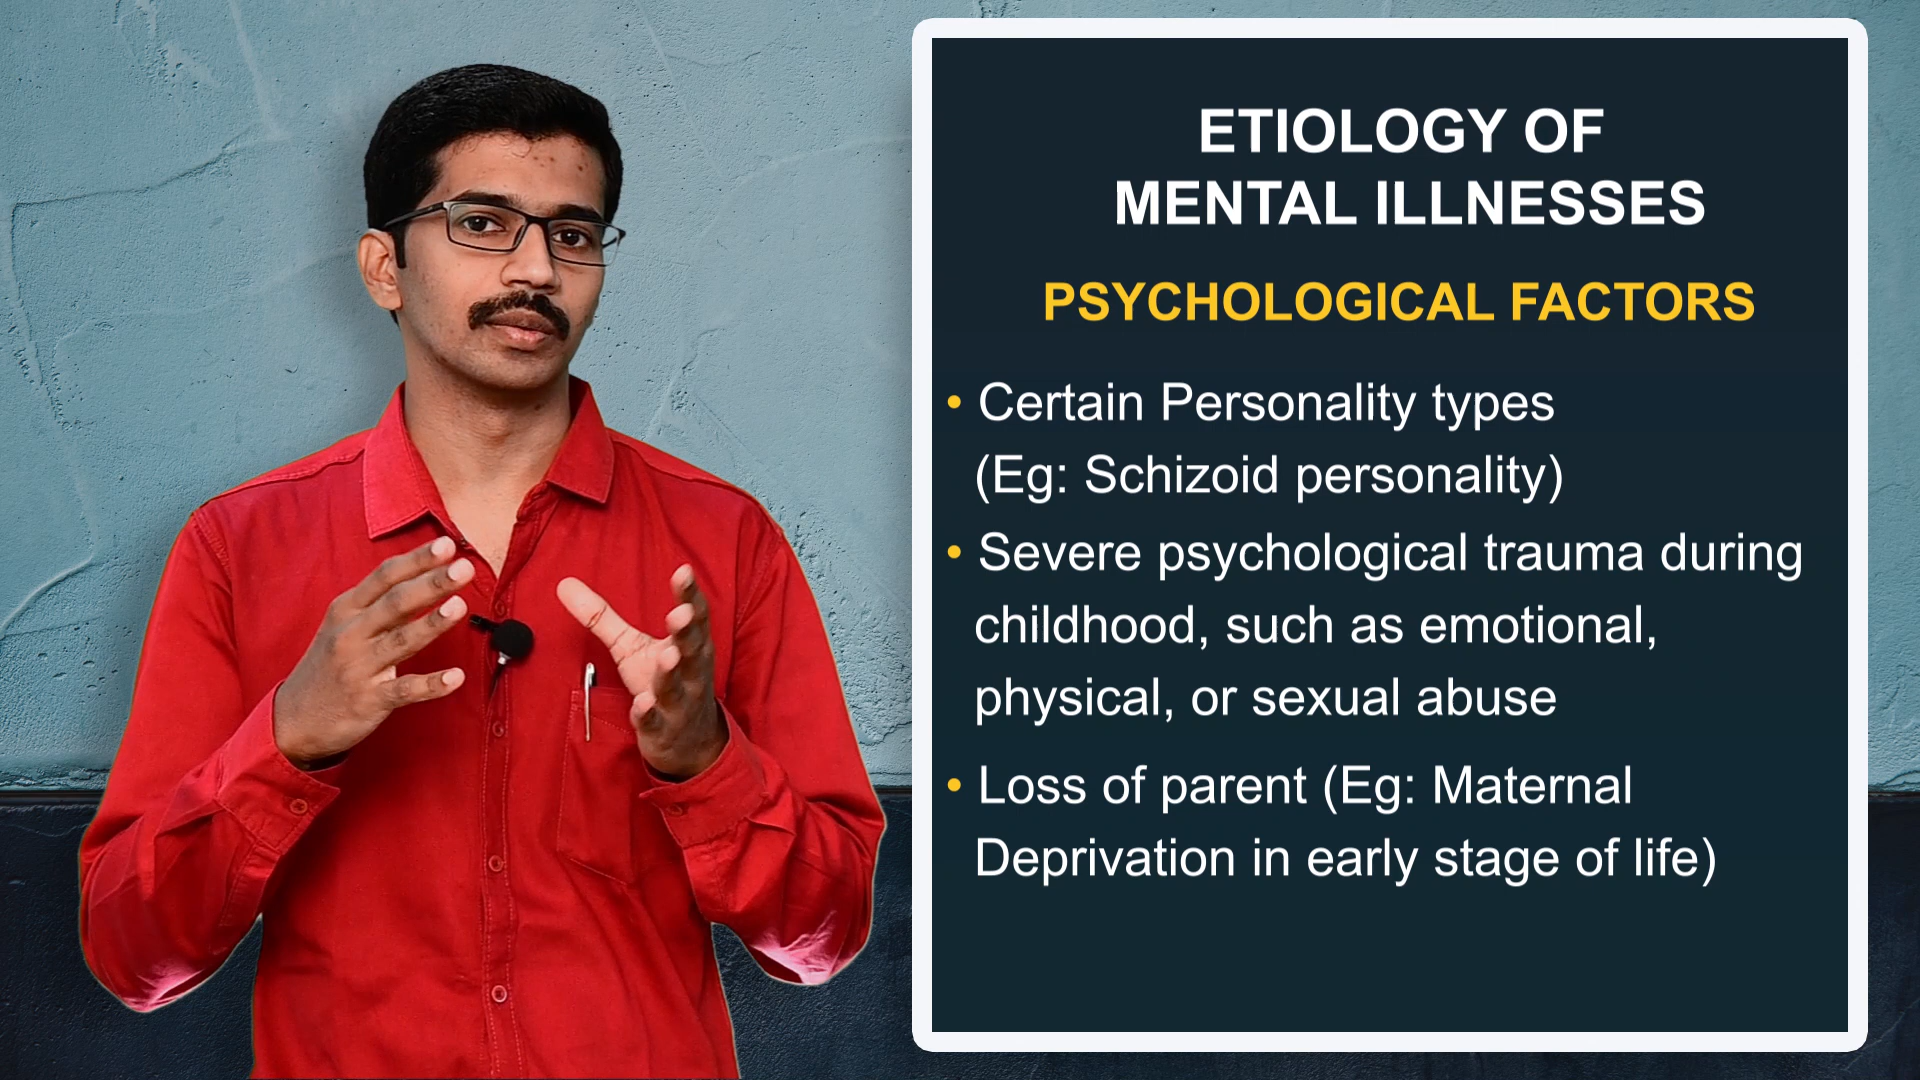 ETIOLOGY OF
MENTAL ILLNESSES
PSYCHOLOGICAL FACTORS
• Certain Personality types
(Eg: Schizoid personality)
• Severe psychological trauma during
childhood, such as emotional,
physical, or sexual abuse
• Loss of parent (Eg: Maternal
Deprivation in early stage of life)